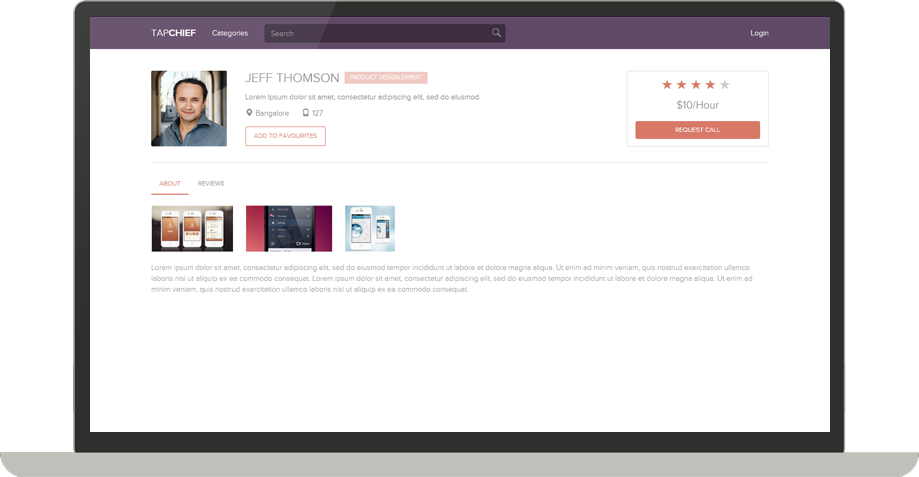 TAPCHIEF Categories Search Login
JEFF THOMSON PRODUCT DESIGN EXPERT
Lorem Ipsum dolor sit amet, consectetur adipiscing elit, sed do eiusmod.
Bangalore 127
ADD TO FAVOURITES
$10/Hour
REQUEST CALL
ABOUT REVIEWS
Lorem ipsum dolor sit amet, consectetur adipiscing elit, sed do eiusmod tempor incididunt ut labore et dolore magna aliqua. Ut enim ad minim veniam, quis nostrud exercitation ullamco
laboris nisi ut aliquip ex ea commodo consequat. Lorem ipsum dolor sit amet, consectetur adipiscing elit, sed do eiusmod tempor incididunt ut labore et dolore magna aliqua. Ut enim ad
minim veniam, quis nostrud exercitation ullamco laboris nisi ut aliquip ex ea commodo consequat.